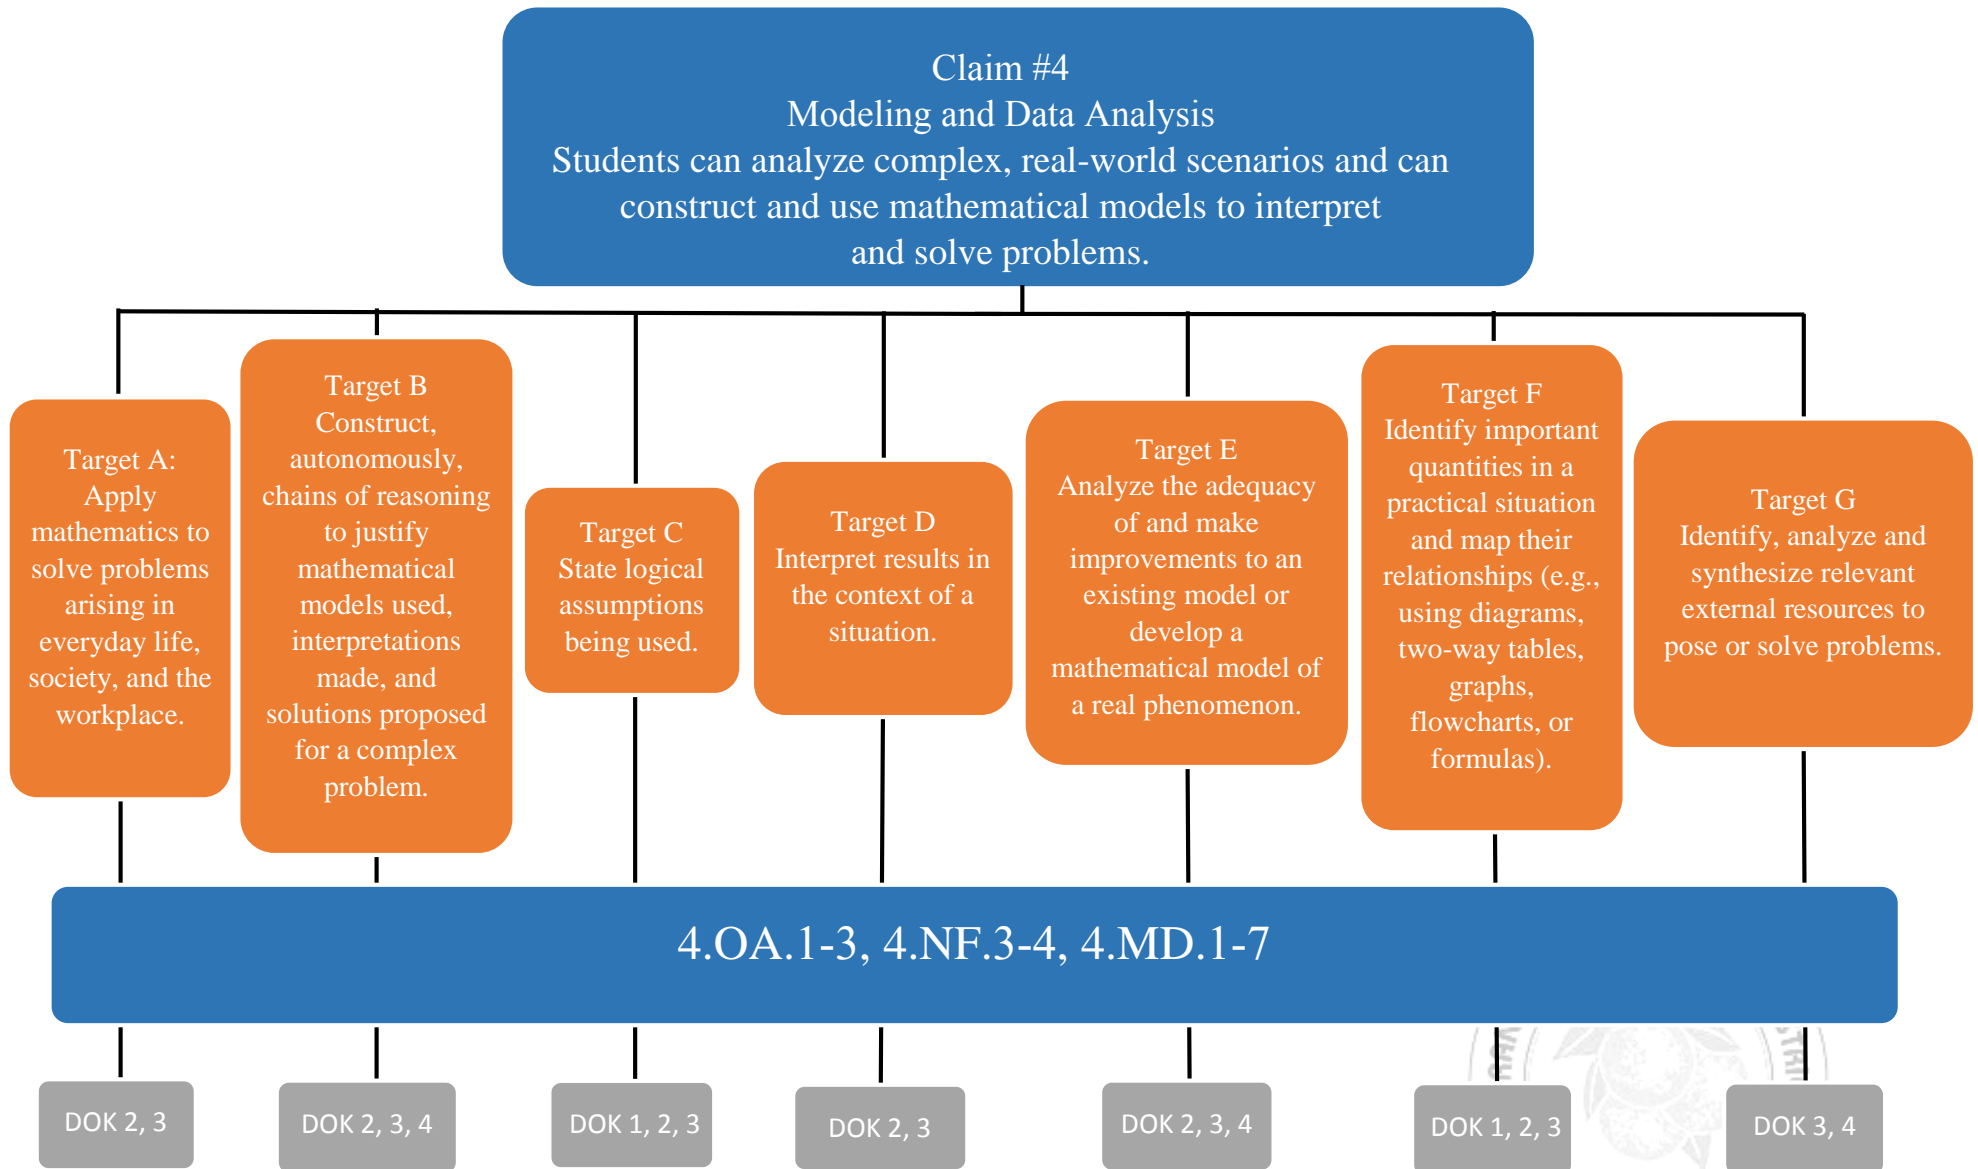 Claim #4
Modeling and Data Analysis
Students can analyze complex, real-world scenarios and can
construct and use mathematical models to interpret
and solve problems.
Target A:
Apply
mathematics to
solve problems
arising in
everyday life,
society, and the
workplace.
Target B
Construct,
autonomously,
chains of reasoning
to justify
mathematical
models used,
interpretations
made, and
solutions proposed
for a complex
problem.
Target C
State logical
assumptions
being used.
Target D
Interpret results in
the context of a
situation.
Target E
Analyze the adequacy
of and make
improvements to an
existing model or
develop a
mathematical model of
a real phenomenon.
Target F
Identify important
quantities in a
practical situation
and map their
relationships (e.g.,
using diagrams,
two-way tables,
graphs,
flowcharts, or
formulas).
Target G
Identify, analyze and
synthesize relevant
external resources to
pose or solve problems.
4.OA.1-3, 4.NF.3-4, 4.MD.1-7
DOK 2, 3
DOK 2, 3, 4
DOK 1, 2, 3
DOK 2, 3
DOK 2, 3, 4
DOK 1, 2, 3
DOK 3, 4